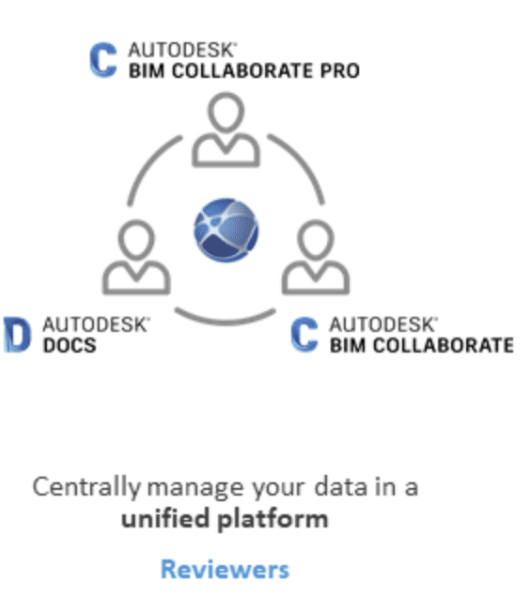 C AUTODESK®
BIM COLLABORATE PRO
D AUTODESK®
DOCS
C AUTODESK®
BIM COLLABORATE
Centrally manage your data in a
unified platform
Reviewers